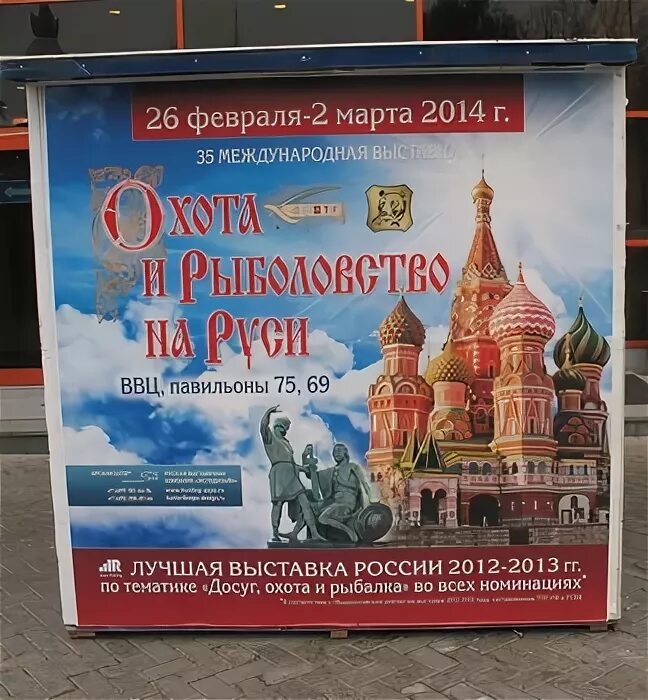 26 февраля-2 марта 2014 г.
35 МЕЖДУНАРОДНАЯ ВЫСТАВКА
Охота
и Рыболовство
на Руси
ВВЦ, павильоны 75, 69
ЛУЧШАЯ ВЫСТАВКА РОССИИ 2012-2013 гг.
по тематике «Досуг, охота и рыбалка» во всех номинациях*